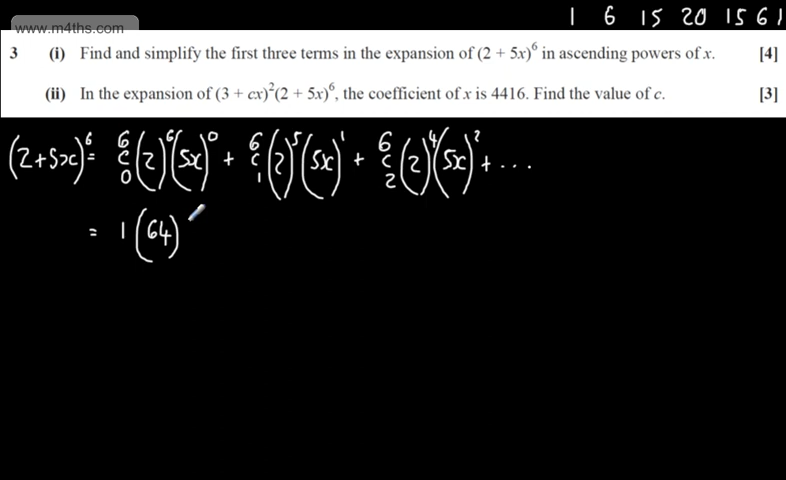 www.m4ths.com
1 6 15 20 15 6 1
3 (i) Find and simplify the first three terms in the expansion of (2 + 5x)⁶ in ascending powers of x. [4]
(ii) In the expansion of (3 + cx)²(2 + 5x)⁶, the coefficient of x is 4416. Find the value of c. [3]
(2+5x)⁶ = ⁶C₀(2)⁶(5x)⁰ + ⁶C₁(2)⁵(5x)¹ + ⁶C₂(2)⁴(5x)² + ...
= 1(64)